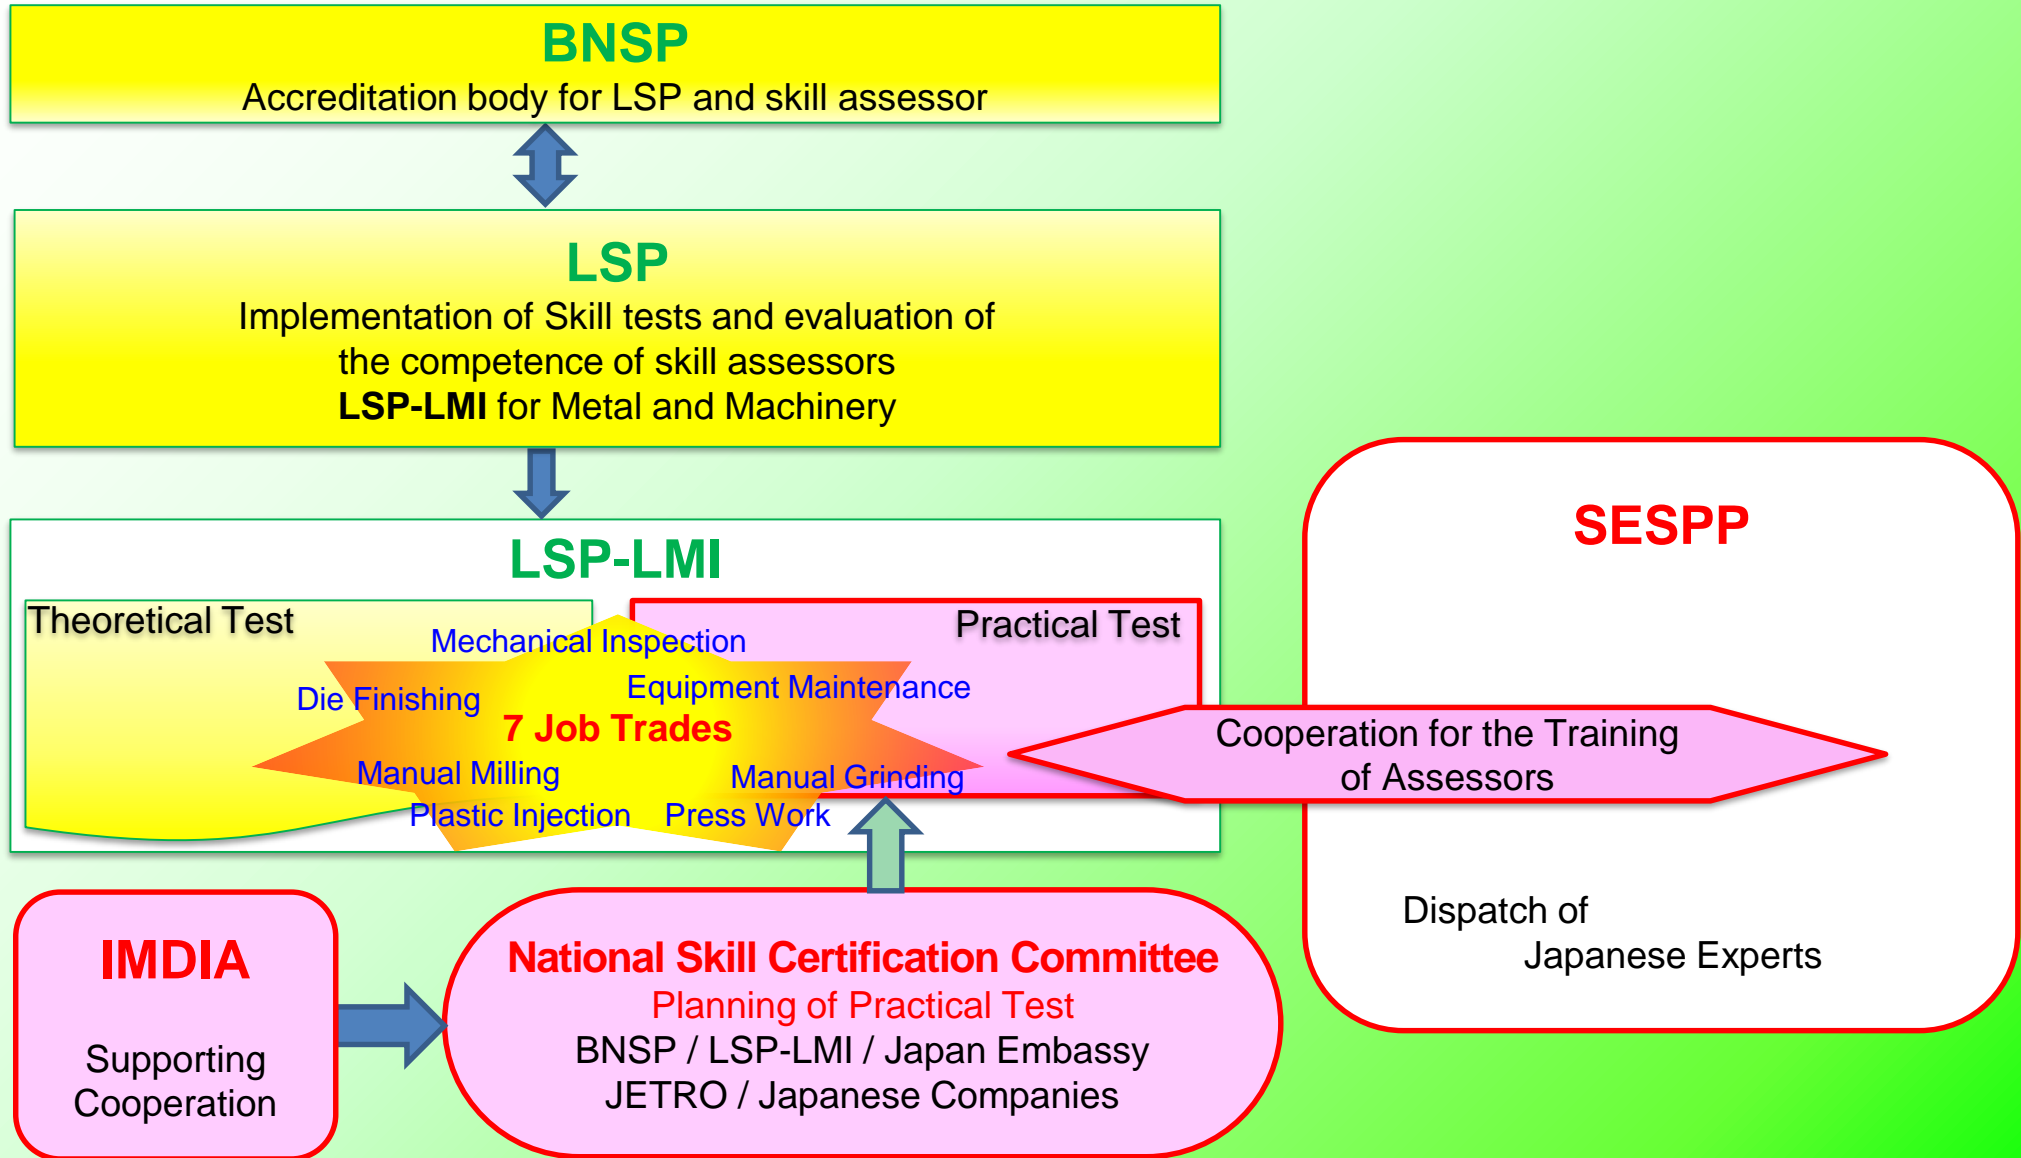 BNSP
Accreditation body for LSP and skill assessor
LSP
Implementation of Skill tests and evaluation of
the competence of skill assessors
LSP-LMI for Metal and Machinery
LSP-LMI
Theoretical Test
Practical Test
Mechanical Inspection
Die Finishing
Equipment Maintenance
7 Job Trades
Manual Milling
Manual Grinding
Plastic Injection
Press Work
SESPP
Cooperation for the Training
of Assessors
Dispatch of
Japanese Experts
IMDIA
Supporting
Cooperation
National Skill Certification Committee
Planning of Practical Test
BNSP / LSP-LMI / Japan Embassy
JETRO / Japanese Companies